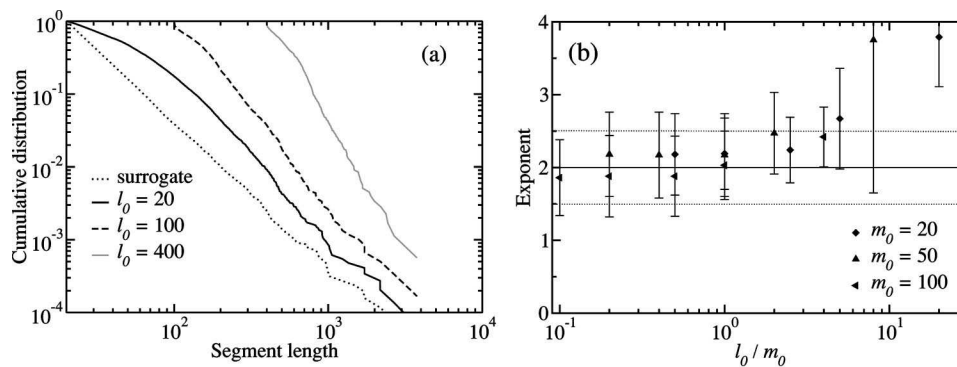 10^0
10^-1
10^-2
10^-3
10^-4
Cumulative distribution
(a)
surrogate
l_0 = 20
l_0 = 100
l_0 = 400
10^2
10^3
10^4
Segment length
4
3
2
1
0
Exponent
(b)
m_0 = 20
m_0 = 50
m_0 = 100
10^-1
10^0
10^1
l_0 / m_0